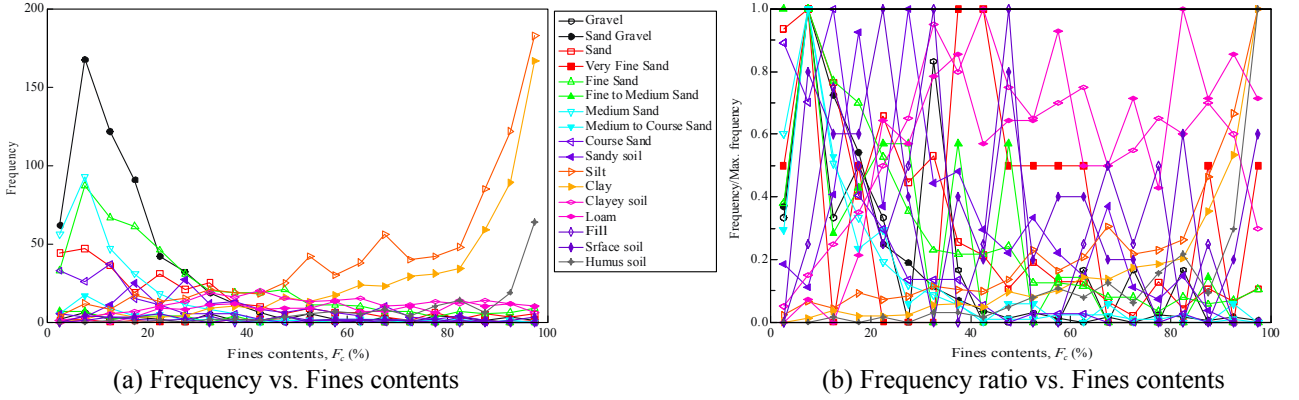 200
150
100
50
0
Frequency
0 20 40 60 80 100
Fines contents, F_c (%)
Gravel
Sand Gravel
Sand
Very Fine Sand
Fine Sand
Fine to Medium Sand
Medium Sand
Medium to Course Sand
Course Sand
Sandy soil
Silt
Clay
Clayey soil
Loam
Fill
Srface soil
Humus soil
1.0
0.8
0.6
0.4
0.2
0.0
Frequency/Max. frequency
0 20 40 60 80 100
Fines contents, F_c (%)
(a) Frequency vs. Fines contents
(b) Frequency ratio vs. Fines contents